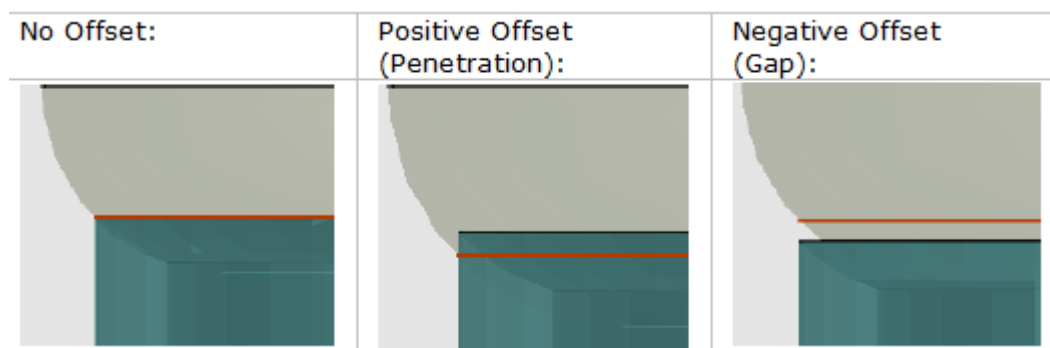 No Offset:
Positive Offset
(Penetration):
Negative Offset
(Gap):